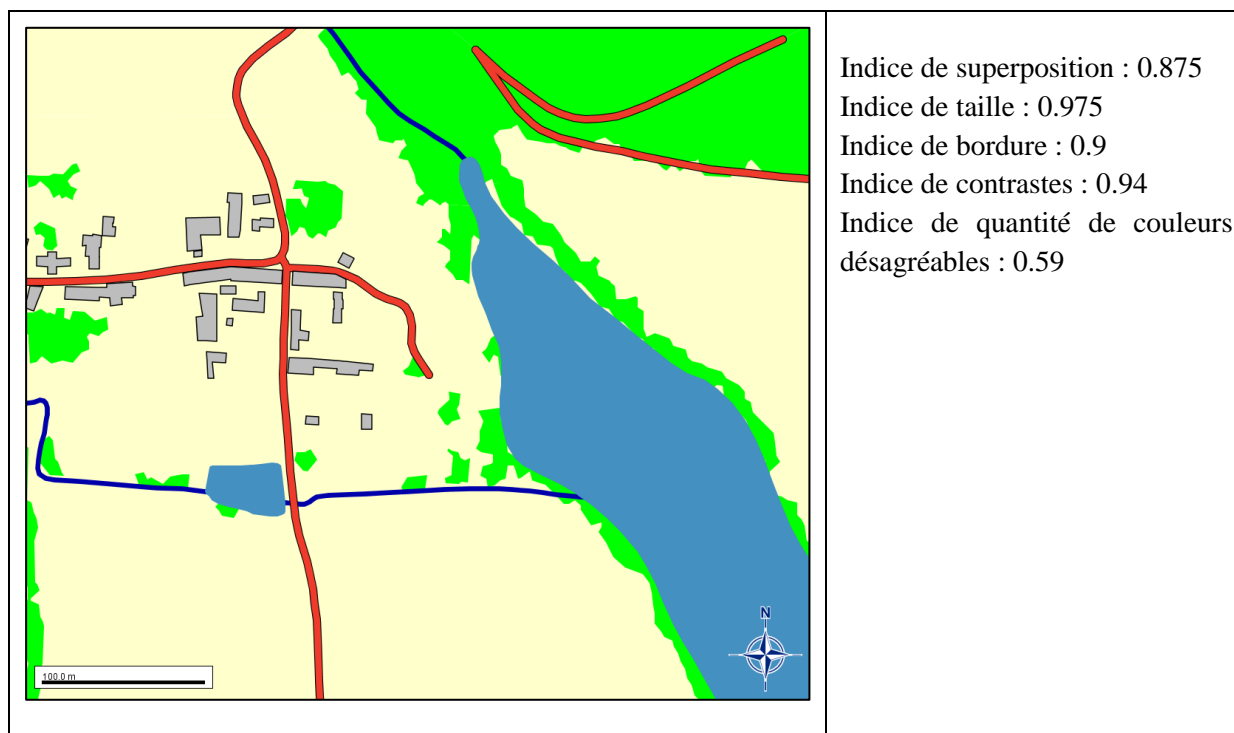 Indice de superposition : 0.875
Indice de taille : 0.975
Indice de bordure : 0.9
Indice de contrastes : 0.94
Indice de quantité de couleurs
désagréables : 0.59
N
100.0 m